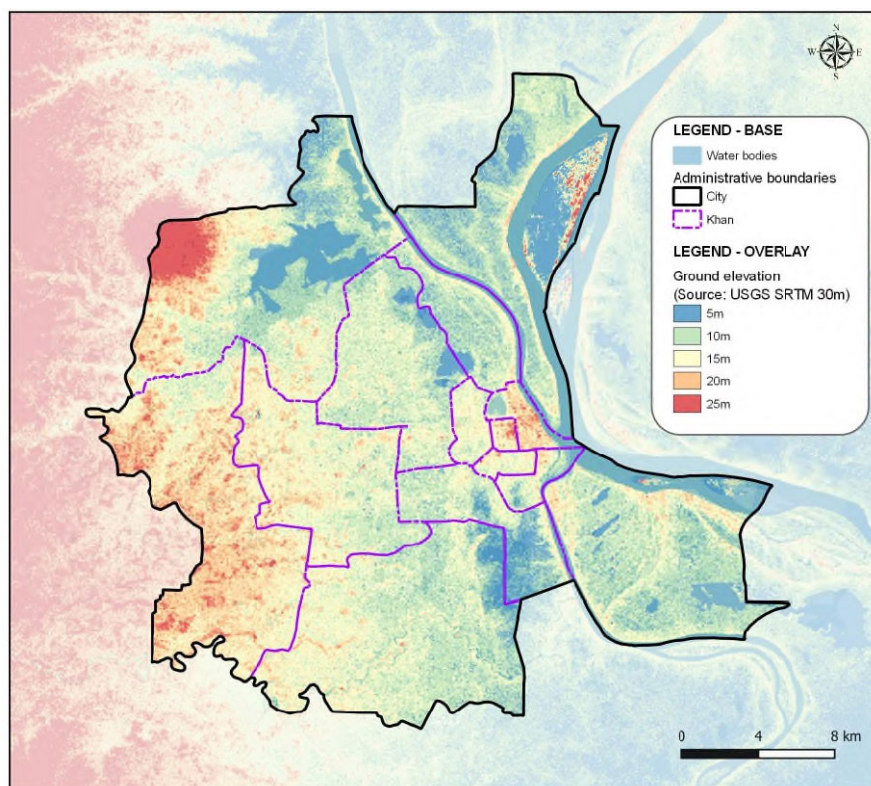 N
W E
S
LEGEND - BASE
Water bodies
Administrative boundaries
City
Khan
LEGEND - OVERLAY
Ground elevation
(Source: USGS SRTM 30m)
5m
10m
15m
20m
25m
0 4 8 km